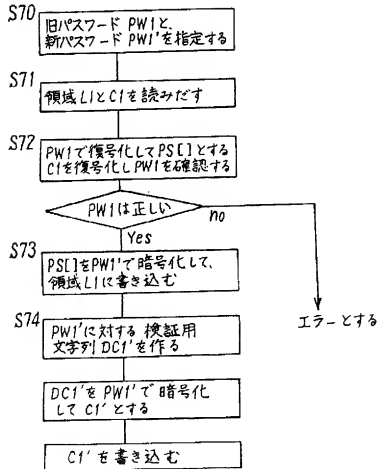 S70
旧パスワード PW1と、
新パスワード PW1'を指定する
S71
領域L1とC1を読みだす
S72
PW1で復号化してPS[]とする
C1を復号化しPW1を確認する
PW1は正しい
no
Yes
S73
PS[]をPW1'で暗号化して、
領域L1に書き込む
エラーとする
S74
PW1'に対する検証用
文字列DC1'を作る
DC1'をPW1'で暗号化
してC1'とする
C1'を書き込む